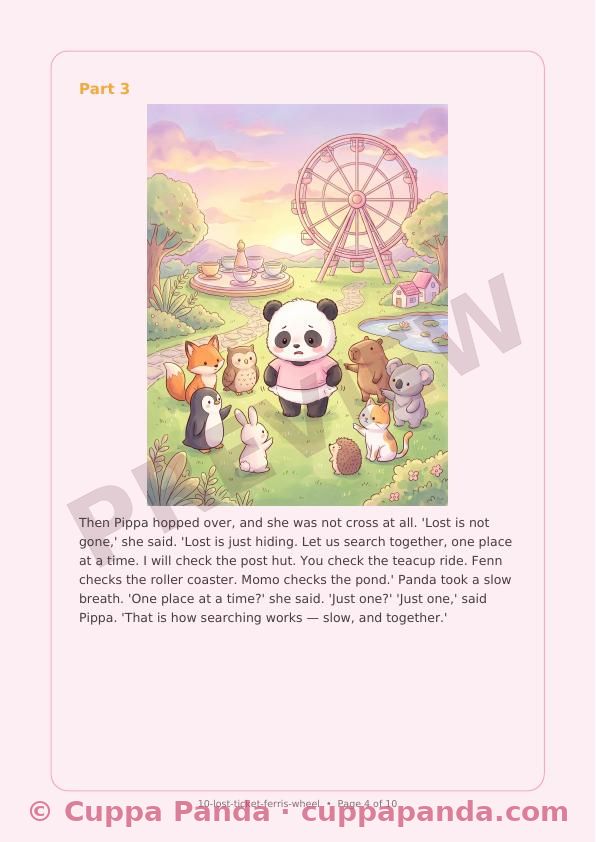 Part 3
PREVIEW
Then Pippa hopped over, and she was not cross at all. 'Lost is not
gone,' she said. 'Lost is just hiding. Let us search together, one place
at a time. I will check the post hut. You check the teacup ride. Fenn
checks the roller coaster. Momo checks the pond.' Panda took a slow
breath. 'One place at a time?' she said. 'Just one?' 'Just one,' said
Pippa. 'That is how searching works — slow, and together.'
10-lost-ticket-ferris-wheel • Page 4 of 10
© Cuppa Panda · cuppapanda.com